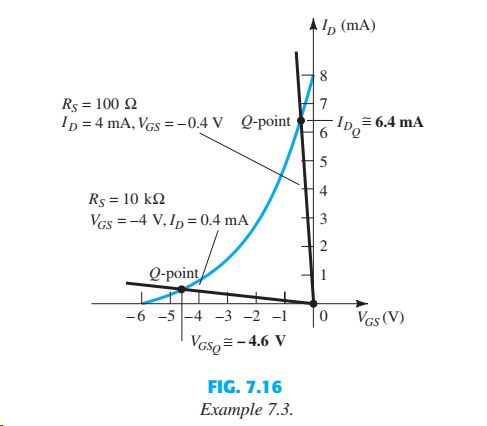 I_D (mA)
8
7
R_S = 100 Ω
I_D = 4 mA, V_GS = −0.4 V
Q-point
I_DQ ≅ 6.4 mA
6
5
4
R_S = 10 kΩ
V_GS = −4 V, I_D = 0.4 mA
3
2
Q-point
1
−6 −5 −4 −3 −2 −1 0 V_GS (V)
V_GSQ ≅ − 4.6 V
FIG. 7.16
Example 7.3.